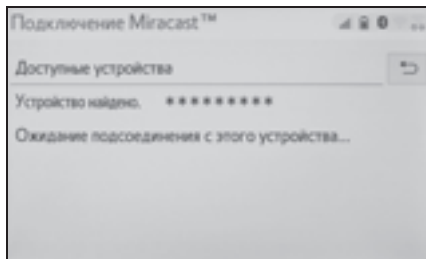 Подключение Miracast™
Доступные устройства
Устройство найдено. *********
Ожидание подсоединения с этого устройства...